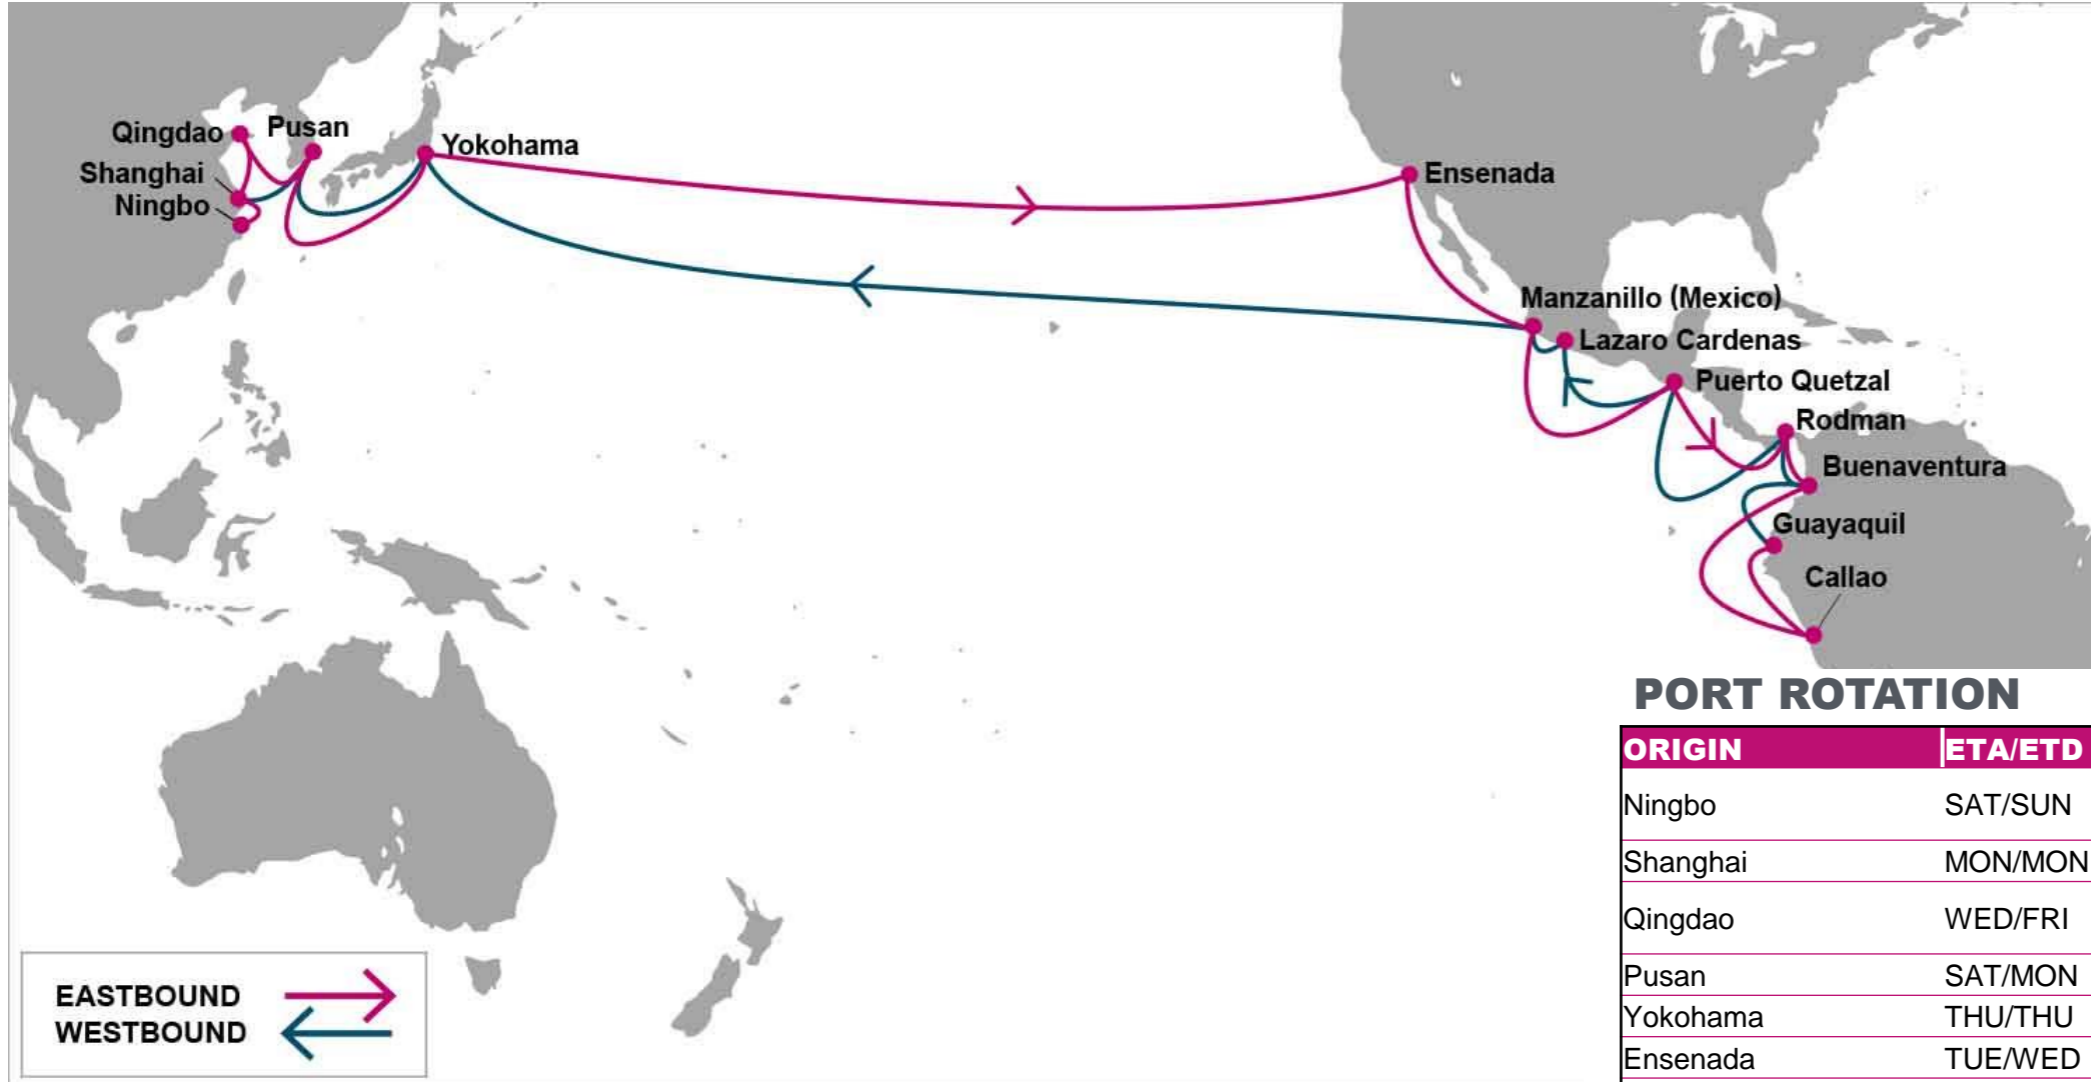 Qingdao
Pusan
Yokohama
Shanghai
Ningbo
Ensenada
Manzanillo (Mexico)
Lazaro Cardenas
Puerto Quetzal
Rodman
Buenaventura
Guayaquil
Callao
PORT ROTATION
ORIGIN ETA/ETD
Ningbo SAT/SUN
Shanghai MON/MON
Qingdao WED/FRI
Pusan SAT/MON
Yokohama THU/THU
Ensenada TUE/WED
EASTBOUND
WESTBOUND